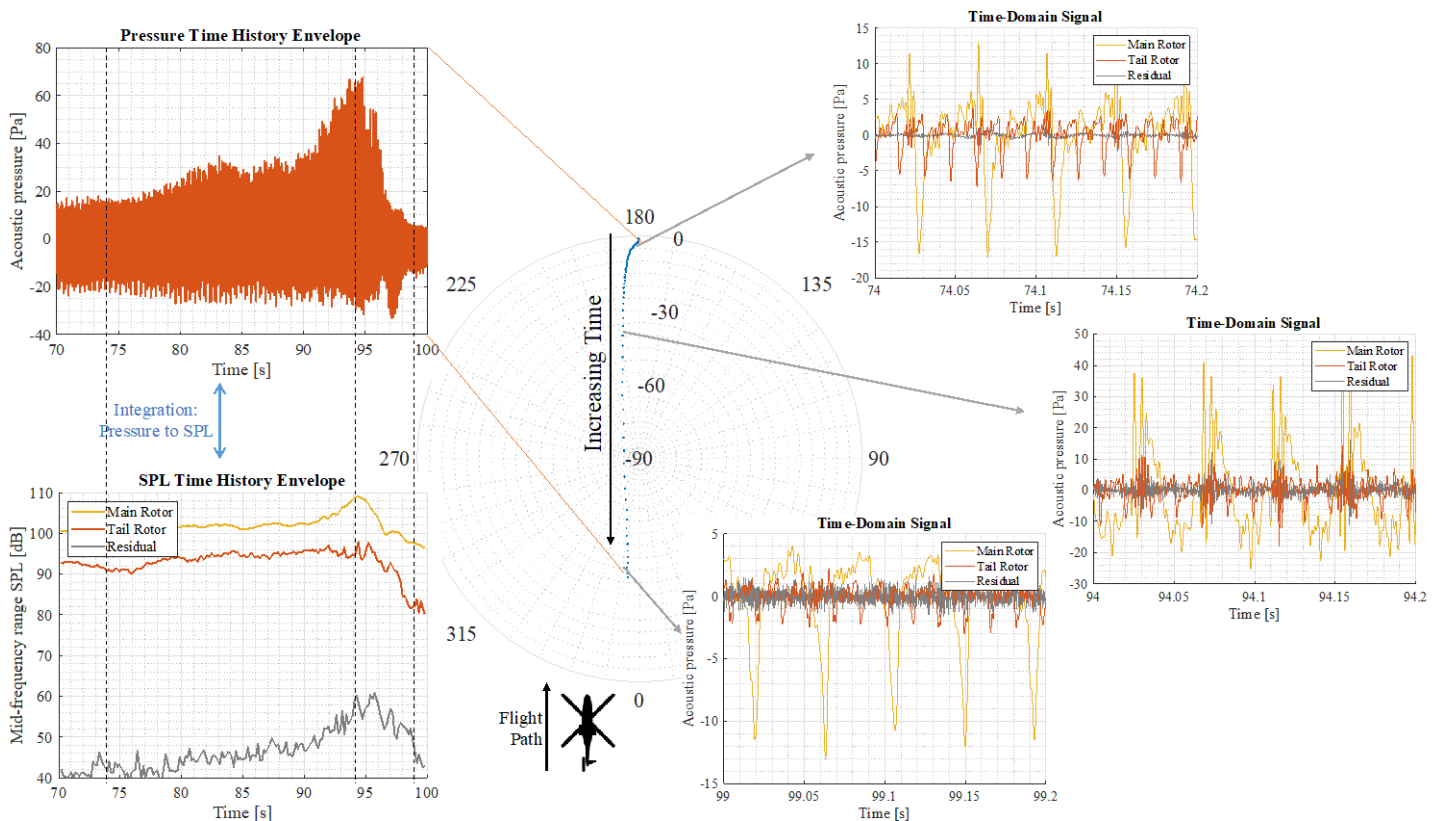 Pressure Time History Envelope
Acoustic pressure [Pa]
80
60
40
20
0
-20
-40
70 75 80 85 90 95 100
Time [s]
Integration:
Pressure to SPL
SPL Time History Envelope
Mid-frequency range SPL [dB]
110
100
90
80
70
60
50
40
Main Rotor
Tail Rotor
Residual
70 75 80 85 90 95 100
Time [s]
180
0
225
135
-30
Increasing Time
-60
270
-90
90
315
0
Flight
Path
Time-Domain Signal
Acoustic pressure [Pa]
15
10
5
0
-5
-10
-15
-20
Main Rotor
Tail Rotor
Residual
74 74.05 74.1 74.15 74.2
Time [s]
Time-Domain Signal
Acoustic pressure [Pa]
50
40
30
20
10
0
-10
-20
-30
Main Rotor
Tail Rotor
Residual
94 94.05 94.1 94.15 94.2
Time [s]
Time-Domain Signal
Acoustic pressure [Pa]
5
0
-5
-10
-15
Main Rotor
Tail Rotor
Residual
99 99.05 99.1 99.15 99.2
Time [s]